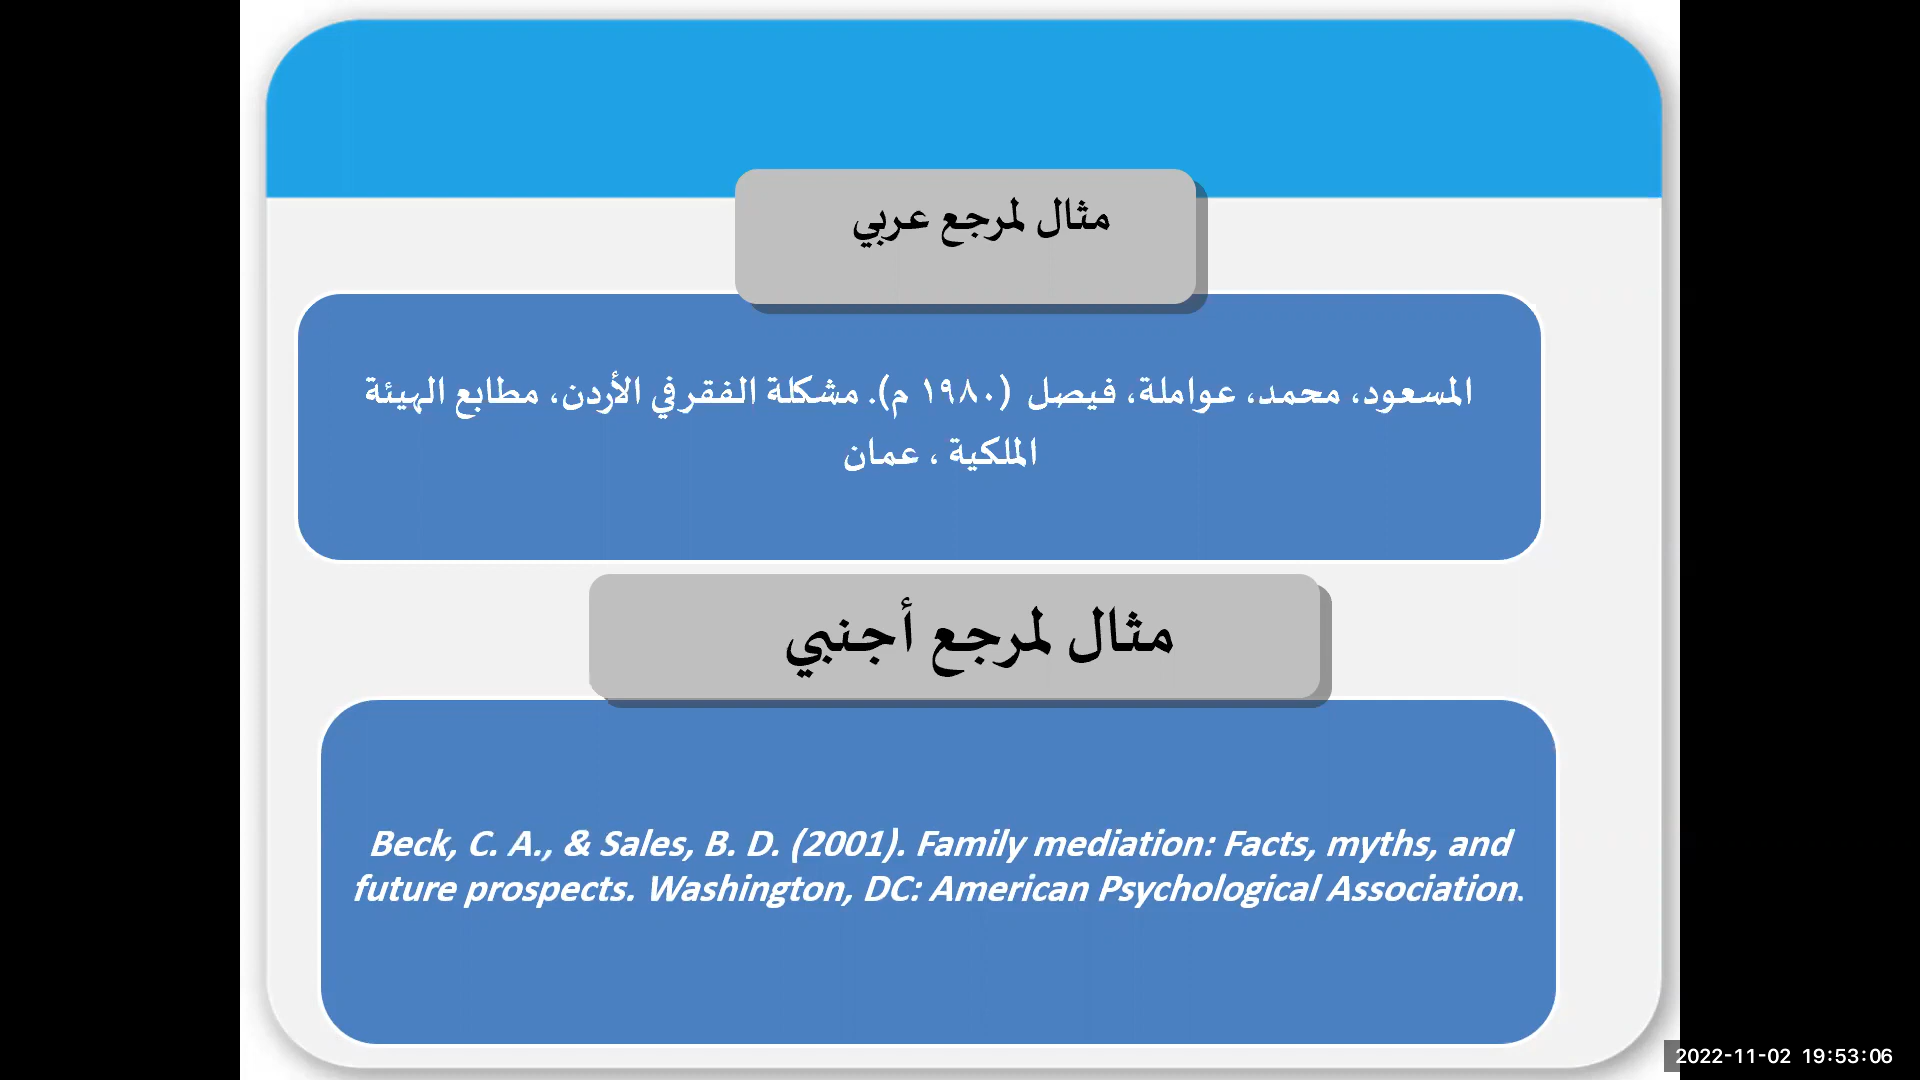 مثال لمرجع عربي
المسعود، محمد، عواملة، فيصل (١٩٨٠ م). مشكلة الفقر في الأردن، مطابع الهيئة
الملكية ، عمان
مثال لمرجع أجنبي
Beck, C. A., & Sales, B. D. (2001). Family mediation: Facts, myths, and
future prospects. Washington, DC: American Psychological Association.
2022-11-02 19:53:06